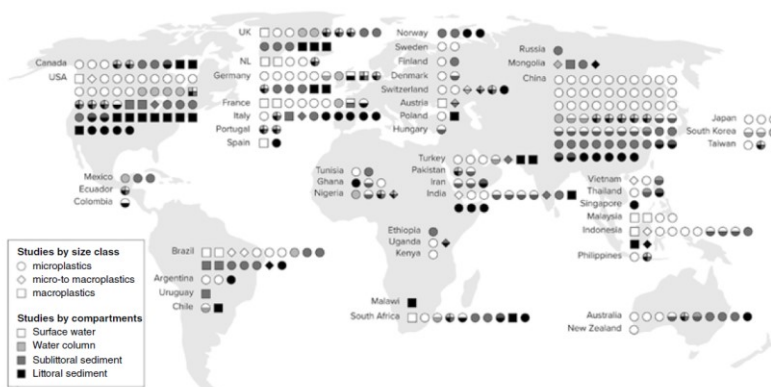 Canada
USA
Mexico
Ecuador
Colombia
Brazil
Argentina
Uruguay
Chile
UK
NL
Germany
France
Italy
Portugal
Spain
Norway
Sweden
Finland
Denmark
Switzerland
Austria
Poland
Hungary
Tunisia
Ghana
Nigeria
Turkey
Pakistan
Iran
India
Ethiopia
Uganda
Kenya
Malawi
South Africa
Russia
Mongolia
China
Japan
South Korea
Taiwan
Vietnam
Thailand
Singapore
Malaysia
Indonesia
Philippines
Australia
New Zealand
Studies by size class
microplastics
micro-to macroplastics
macroplastics
Studies by compartments
Surface water
Water column
Sublittoral sediment
Littoral sediment